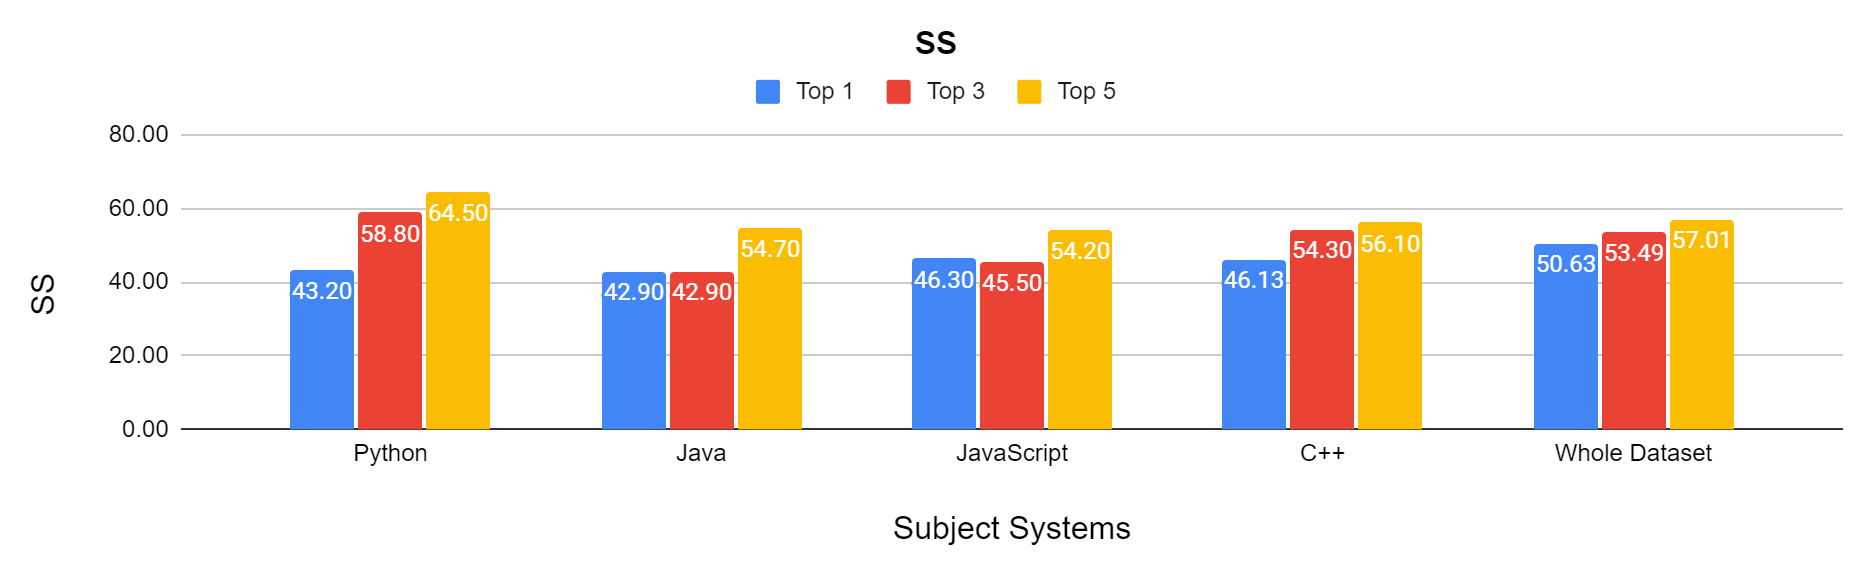 SS
Top 1 Top 3 Top 5
80.00
60.00
40.00
20.00
0.00
SS
43.20 58.80 64.50
42.90 42.90 54.70
46.30 45.50 54.20
46.13 54.30 56.10
50.63 53.49 57.01
Python Java JavaScript C++ Whole Dataset
Subject Systems